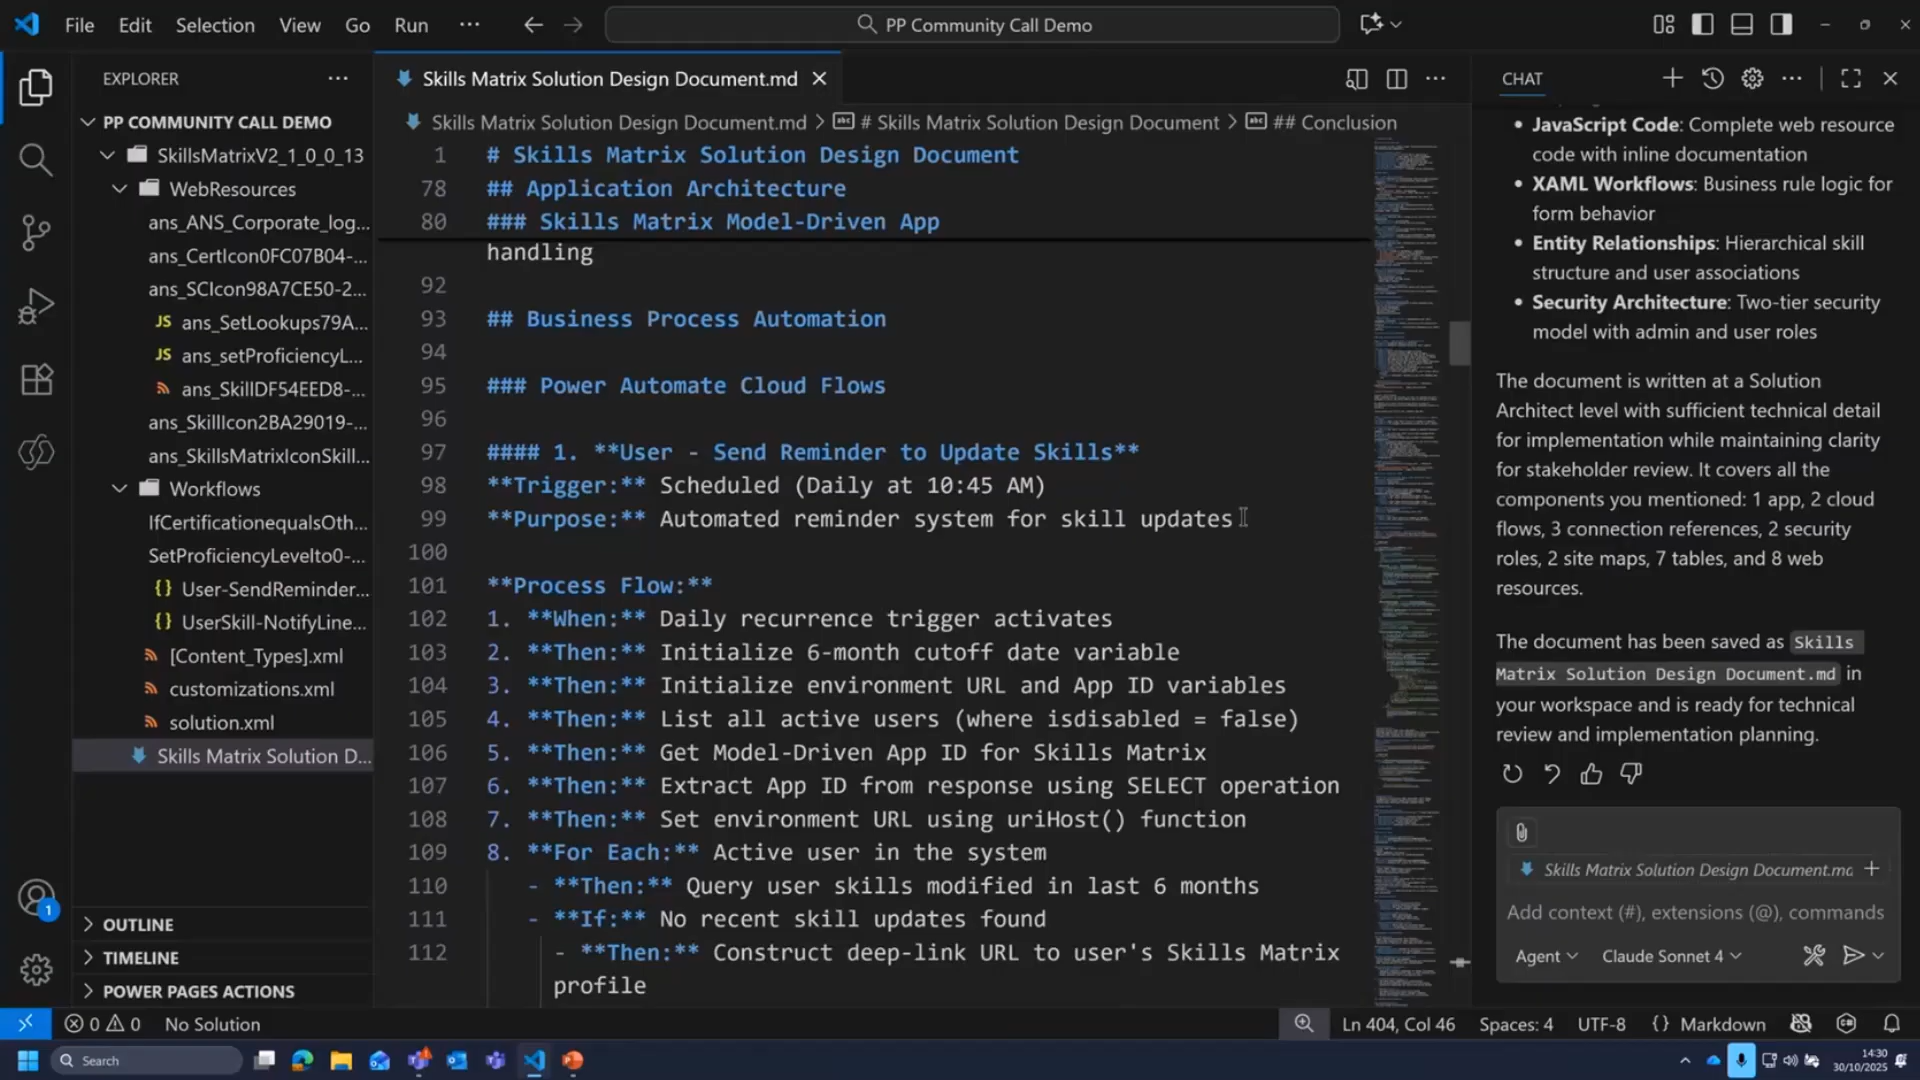 File Edit Selection View Go Run ··· PP Community Call Demo
EXPLORER ···
PP COMMUNITY CALL DEMO
SkillsMatrixV2_1_0_0_13
WebResources
ans_ANS_Corporate_log...
ans_CertIcon0FC07B04-...
ans_SCIcon98A7CE50-2...
JS ans_SetLookups79A...
JS ans_setProficiencyL...
ans_SkillDF54EED8-...
ans_SkillIcon2BA29019-...
ans_SkillsMatrixIconSkill...
Workflows
IfCertificationequalsOth...
SetProficiencyLevelto0-...
{} User-SendReminder...
{} UserSkill-NotifyLine...
[Content_Types].xml
customizations.xml
solution.xml
Skills Matrix Solution D...
OUTLINE
TIMELINE
POWER PAGES ACTIONS
1
Skills Matrix Solution Design Document.md
Skills Matrix Solution Design Document.md > # Skills Matrix Solution Design Document > ## Conclusion
1 # Skills Matrix Solution Design Document
78 ## Application Architecture
80 ### Skills Matrix Model-Driven App
handling
92
93 ## Business Process Automation
94
95 ### Power Automate Cloud Flows
96
97 #### 1. **User - Send Reminder to Update Skills**
98 **Trigger:** Scheduled (Daily at 10:45 AM)
99 **Purpose:** Automated reminder system for skill updates
100
101 **Process Flow:**
102 1. **When:** Daily recurrence trigger activates
103 2. **Then:** Initialize 6-month cutoff date variable
104 3. **Then:** Initialize environment URL and App ID variables
105 4. **Then:** List all active users (where isdisabled = false)
106 5. **Then:** Get Model-Driven App ID for Skills Matrix
107 6. **Then:** Extract App ID from response using SELECT operation
108 7. **Then:** Set environment URL using uriHost() function
109 8. **For Each:** Active user in the system
110 - **Then:** Query user skills modified in last 6 months
111 - **If:** No recent skill updates found
112 - **Then:** Construct deep-link URL to user's Skills Matrix
profile
CHAT
• JavaScript Code: Complete web resource
code with inline documentation
• XAML Workflows: Business rule logic for
form behavior
• Entity Relationships: Hierarchical skill
structure and user associations
• Security Architecture: Two-tier security
model with admin and user roles
The document is written at a Solution
Architect level with sufficient technical detail
for implementation while maintaining clarity
for stakeholder review. It covers all the
components you mentioned: 1 app, 2 cloud
flows, 3 connection references, 2 security
roles, 2 site maps, 7 tables, and 8 web
resources.
The document has been saved as Skills
Matrix Solution Design Document.md in
your workspace and is ready for technical
review and implementation planning.
Skills Matrix Solution Design Document.md
Add context (#), extensions (@), commands
Agent Claude Sonnet 4
0 0 No Solution Ln 404, Col 46 Spaces: 4 UTF-8 {} Markdown
Search
14:30
30/10/2025